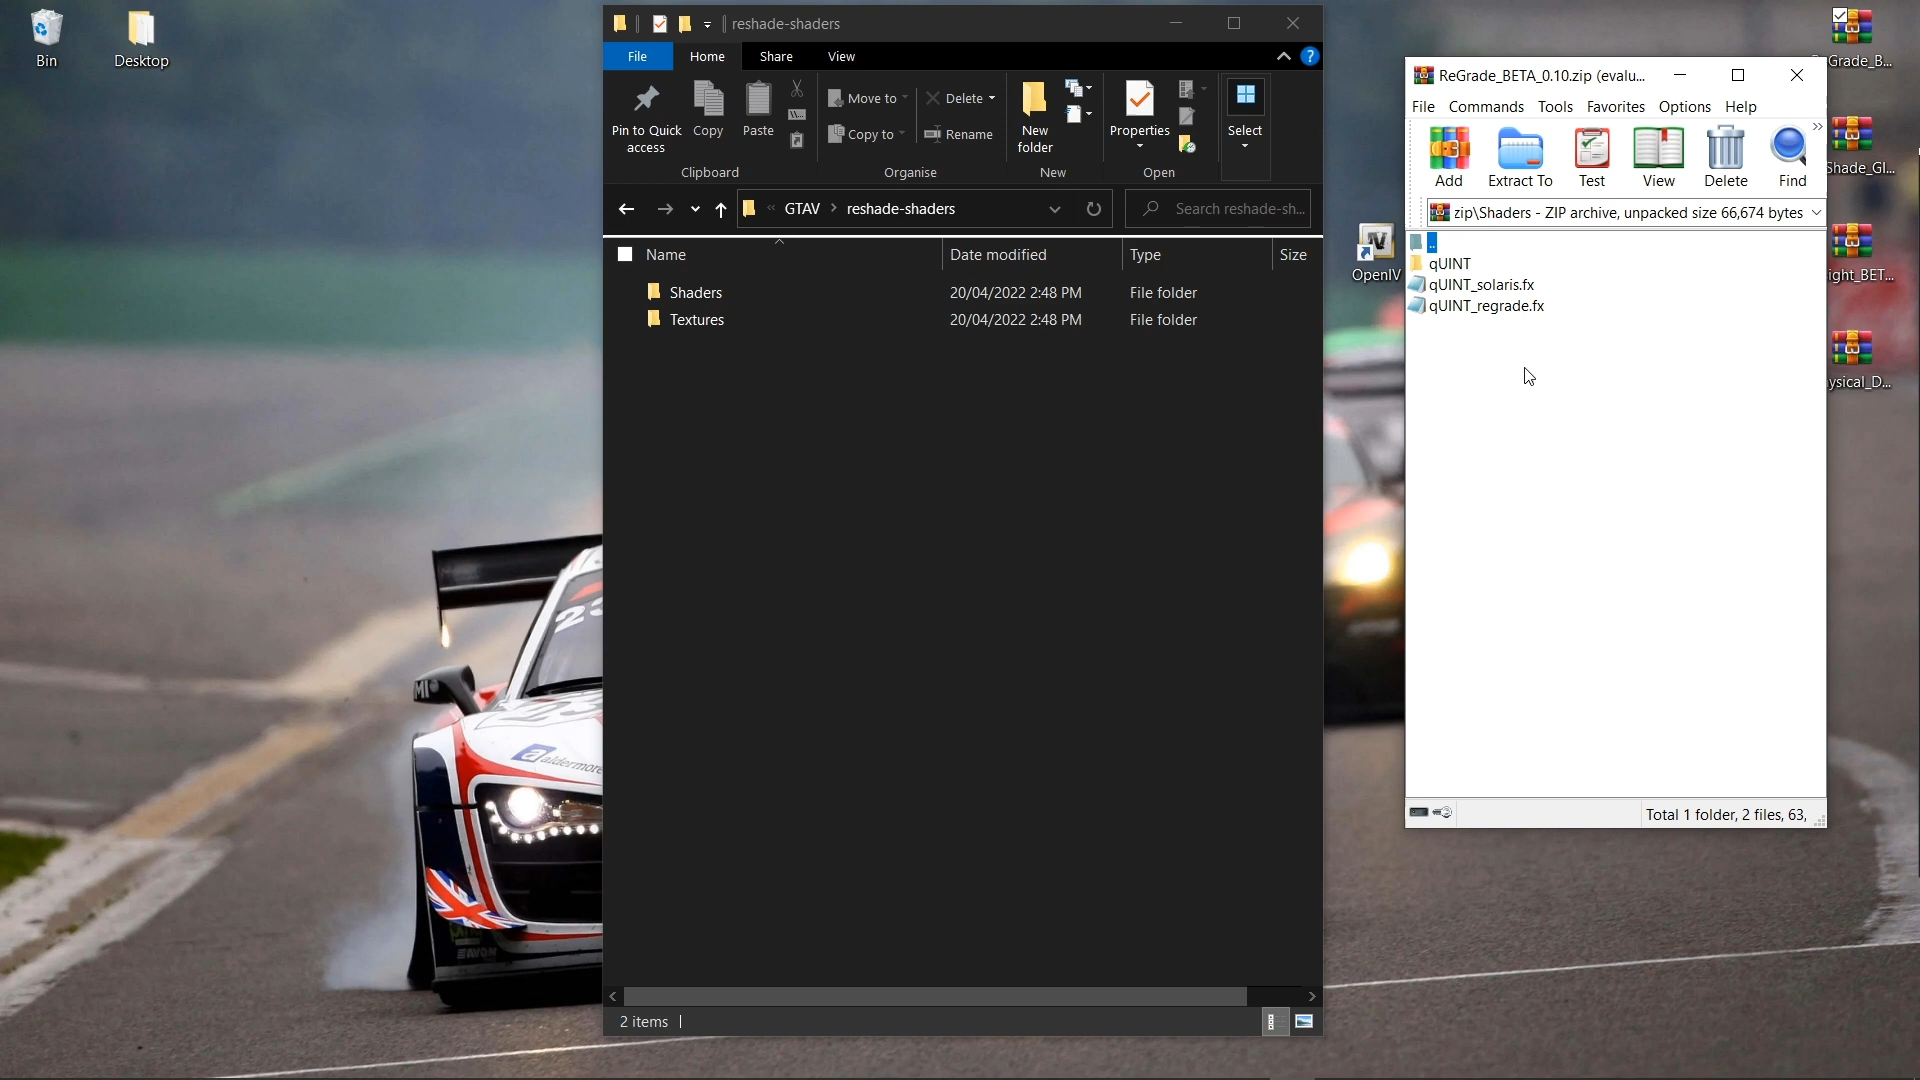 Bin
Desktop
reshade-shaders
File
Home
Share
View
Pin to Quick
access
Copy
Paste
Clipboard
Move to
Copy to
Delete
Rename
Organise
New
folder
New
Properties
Open
Select
GTAV
reshade-shaders
Search reshade-sh...
Name
Date modified
Type
Size
Shaders
20/04/2022 2:48 PM
File folder
Textures
20/04/2022 2:48 PM
File folder
2 items
OpenIV
ReGrade_BETA_0.10.zip (evalu...
File
Commands
Tools
Favorites
Options
Help
Add
Extract To
Test
View
Delete
Find
zip\Shaders - ZIP archive, unpacked size 66,674 bytes
..
qUINT
qUINT_solaris.fx
qUINT_regrade.fx
Total 1 folder, 2 files, 63,
Grade_B...
Shade_GI...
ight_BET...
ysical_D...
23
aldermore
AVON